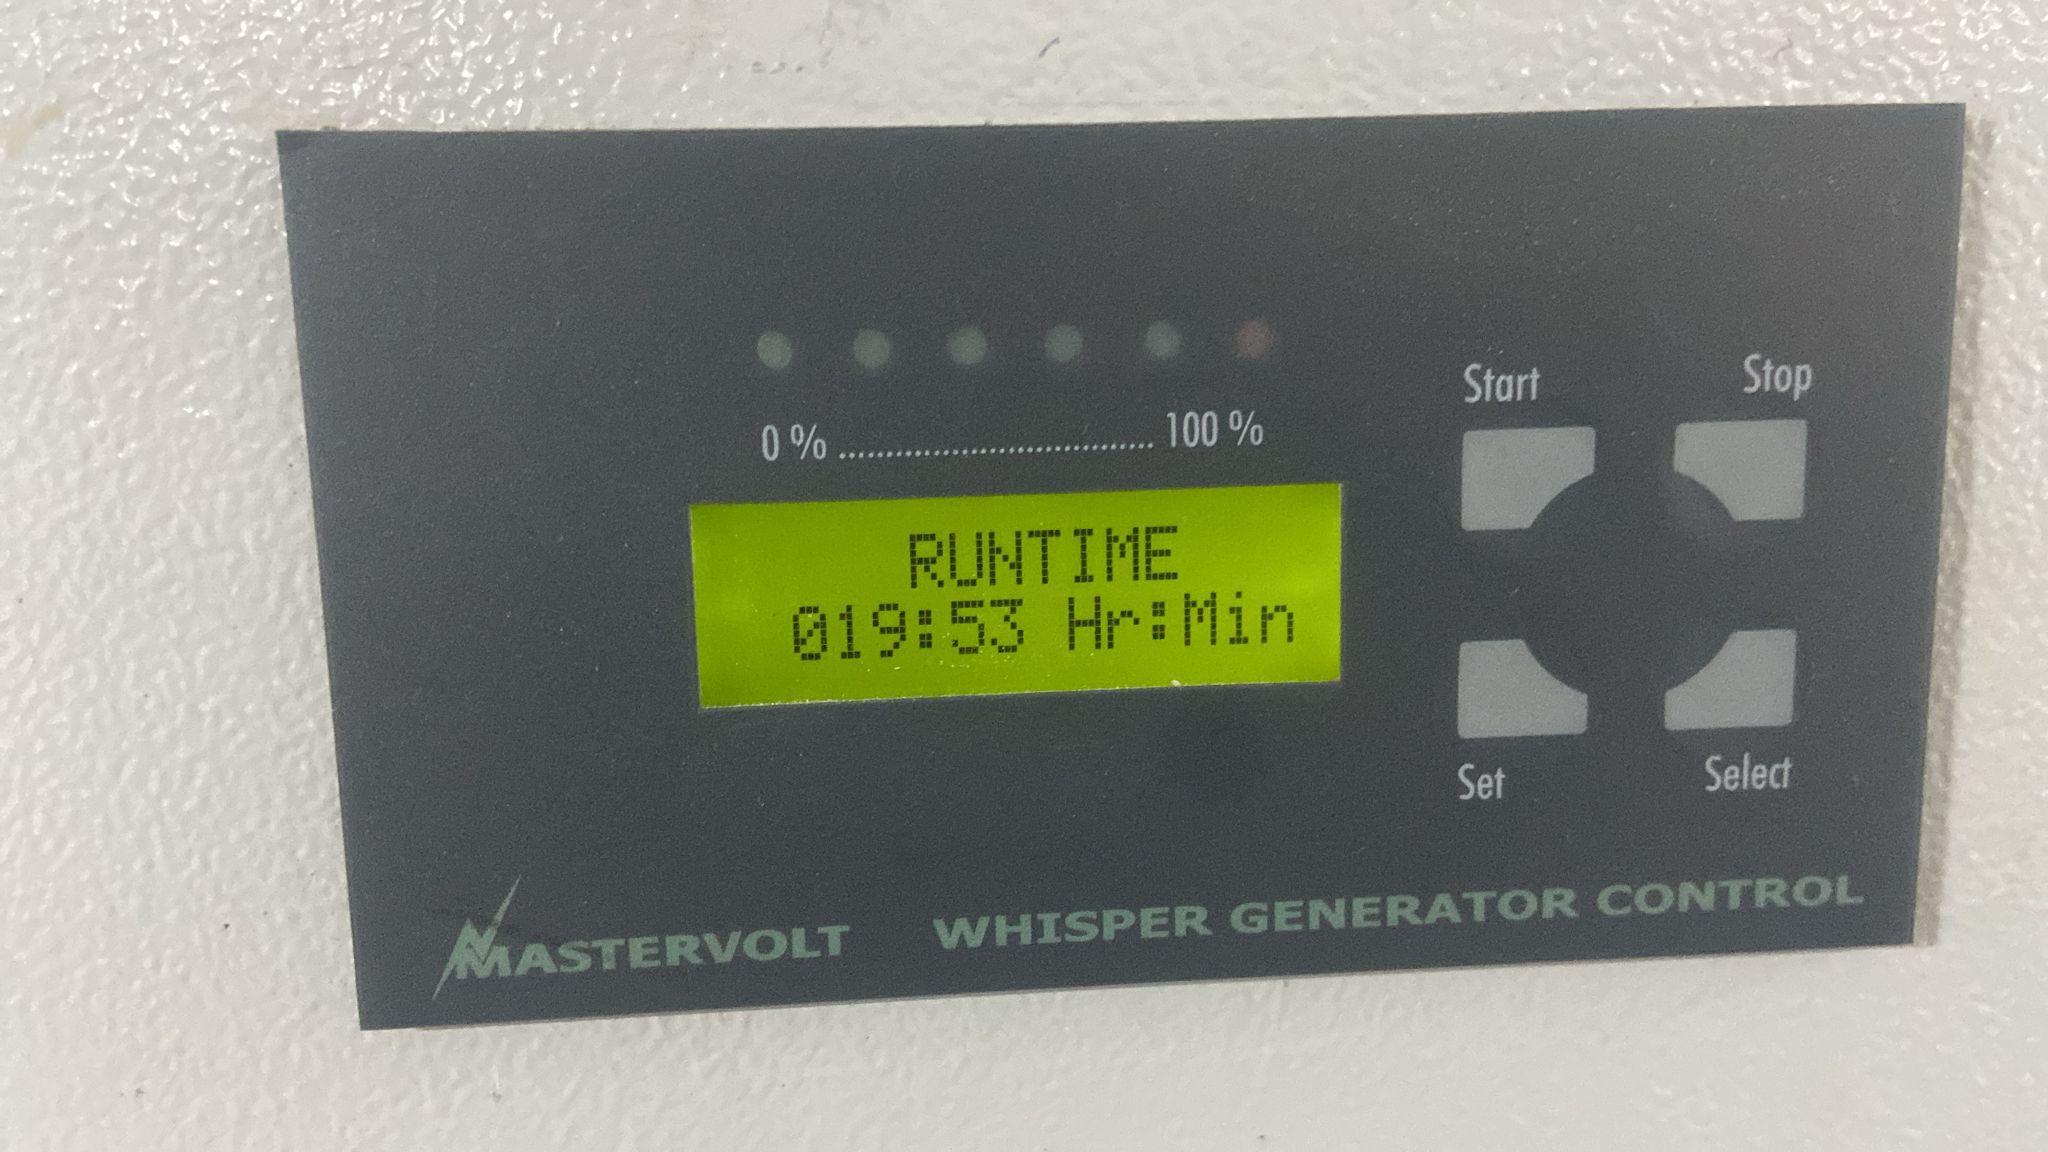 0 % ........................................ 100 %
Start
Stop
RUNTIME
019:53 Hr:Min
Set
Select
MASTERVOLT WHISPER GENERATOR CONTROL